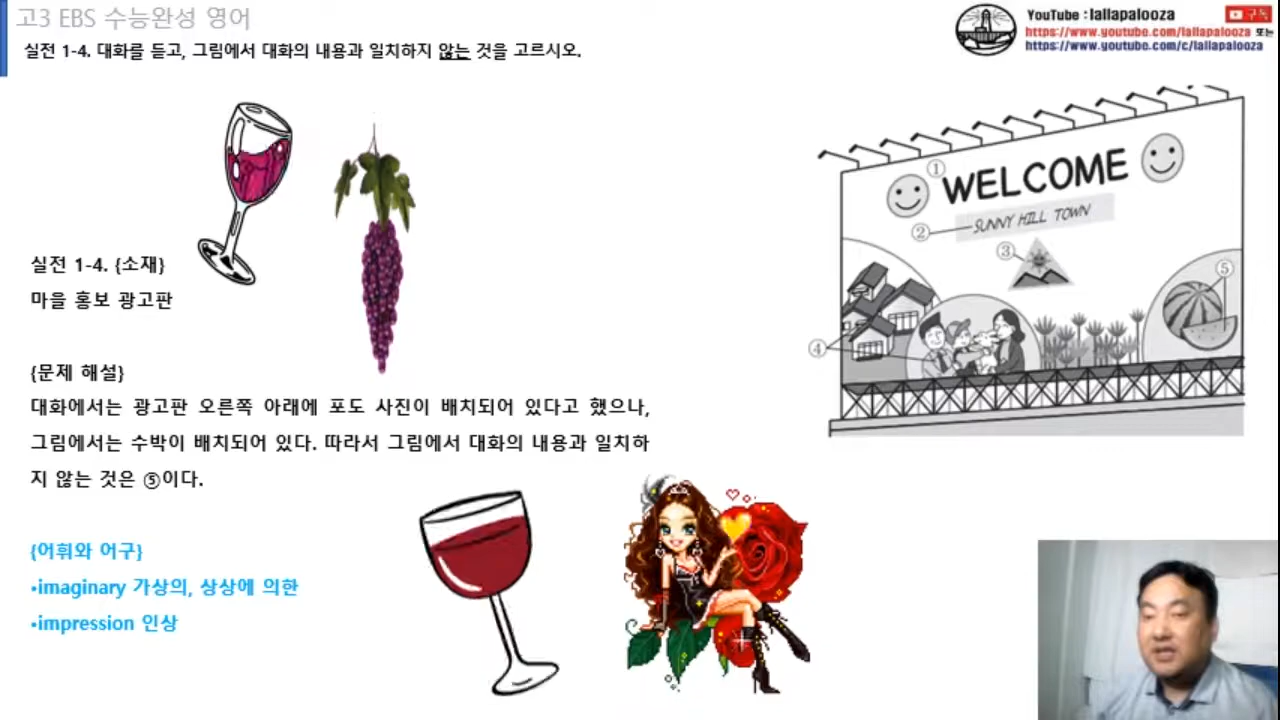 고3 EBS 수능완성 영어
실전 1-4. 대화를 듣고, 그림에서 대화의 내용과 일치하지 않는 것을 고르시오.
YouTube : lallapalooza
구독
https://www.youtube.com/lallapalooza 또는
https://www.youtube.com/c/lallapalooza
① WELCOME
② SUNNY HILL TOWN
③
⑤
④
실전 1-4. {소재}
마을 홍보 광고판
{문제 해설}
대화에서는 광고판 오른쪽 아래에 포도 사진이 배치되어 있다고 했으나,
그림에서는 수박이 배치되어 있다. 따라서 그림에서 대화의 내용과 일치하
지 않는 것은 ⑤이다.
{어휘와 어구}
•imaginary 가상의, 상상에 의한
•impression 인상